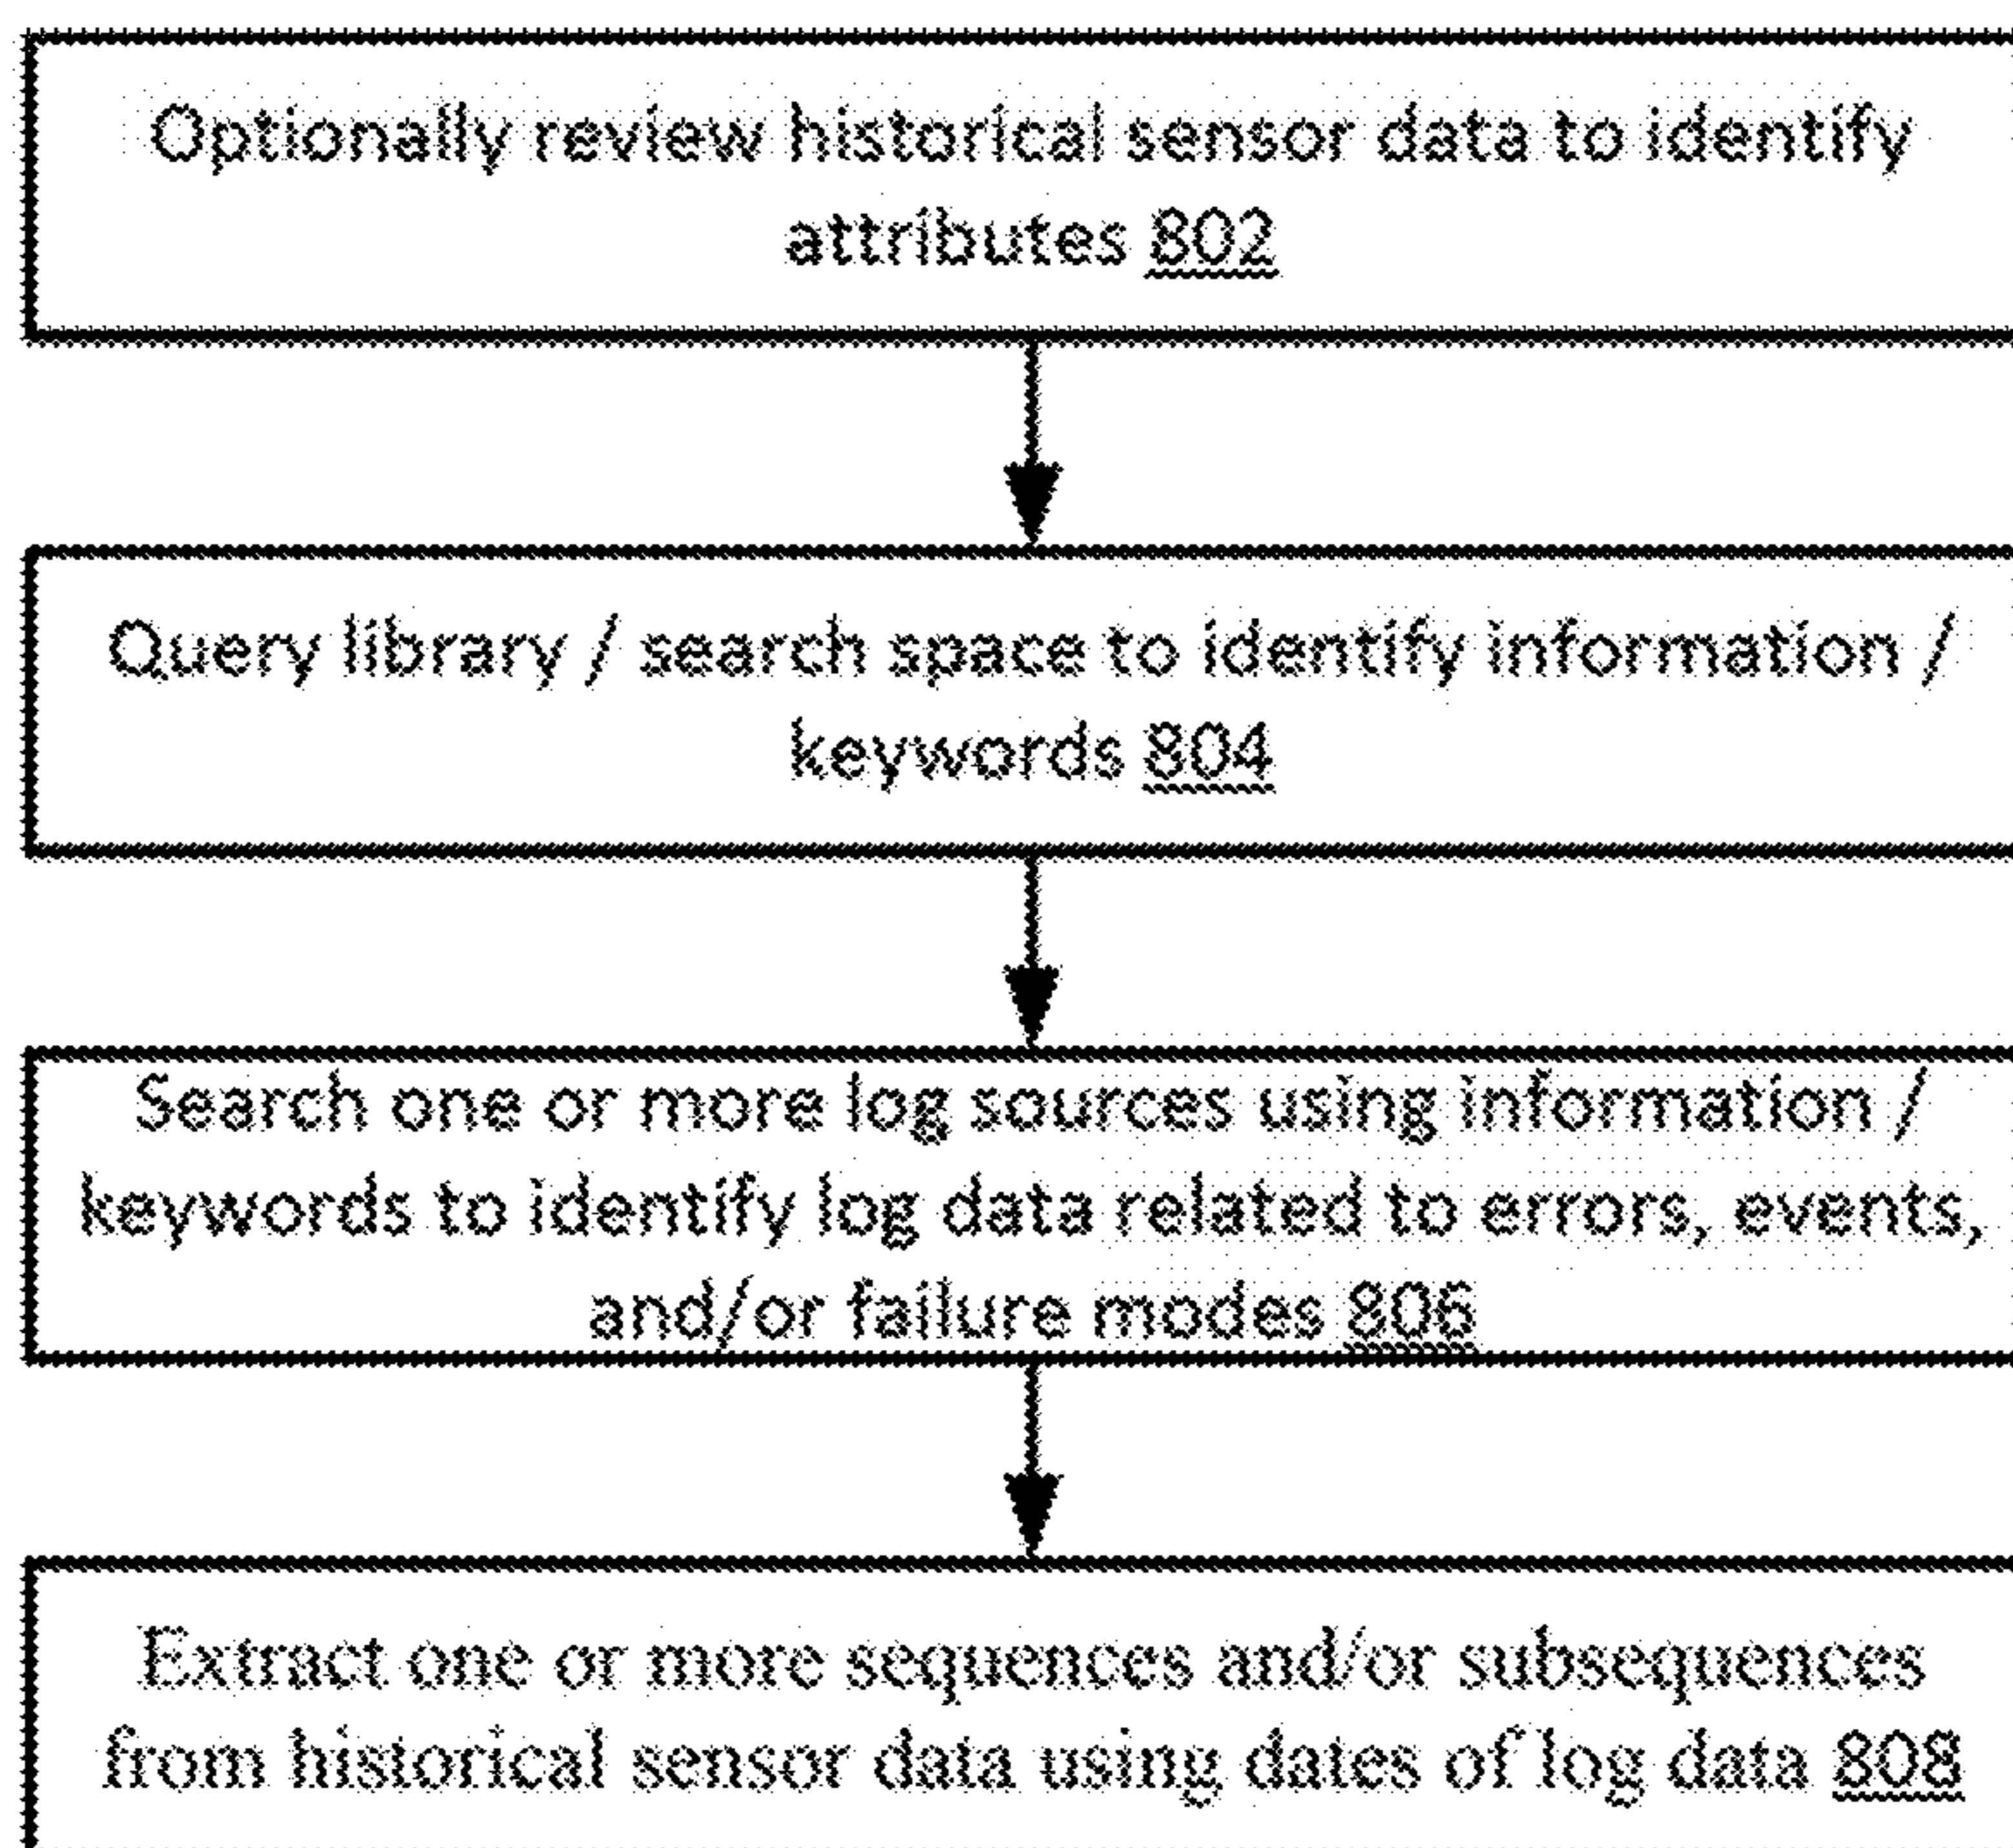 Optionally review historical sensor data to identify
attributes 802
Query library / search space to identify information /
keywords 804
Search one or more log sources using information /
keywords to identify log data related to errors, events,
and/or failure modes 806
Extract one or more sequences and/or subsequences
from historical sensor data using dates of log data 808